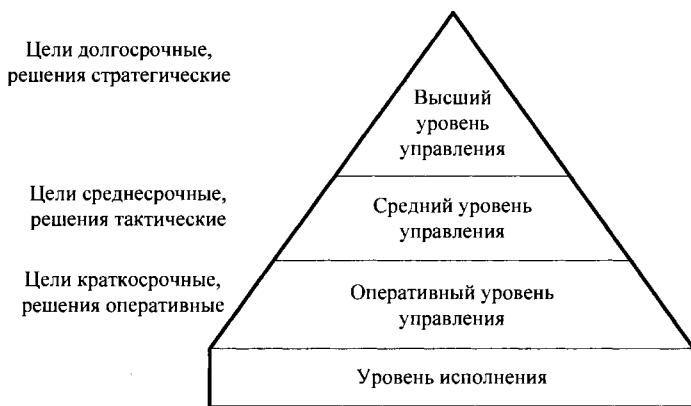 Цели долгосрочные,
решения стратегические
Высший
уровень
управления
Цели среднесрочные,
решения тактические
Средний уровень
управления
Цели краткосрочные,
решения оперативные
Оперативный уровень
управления
Уровень исполнения